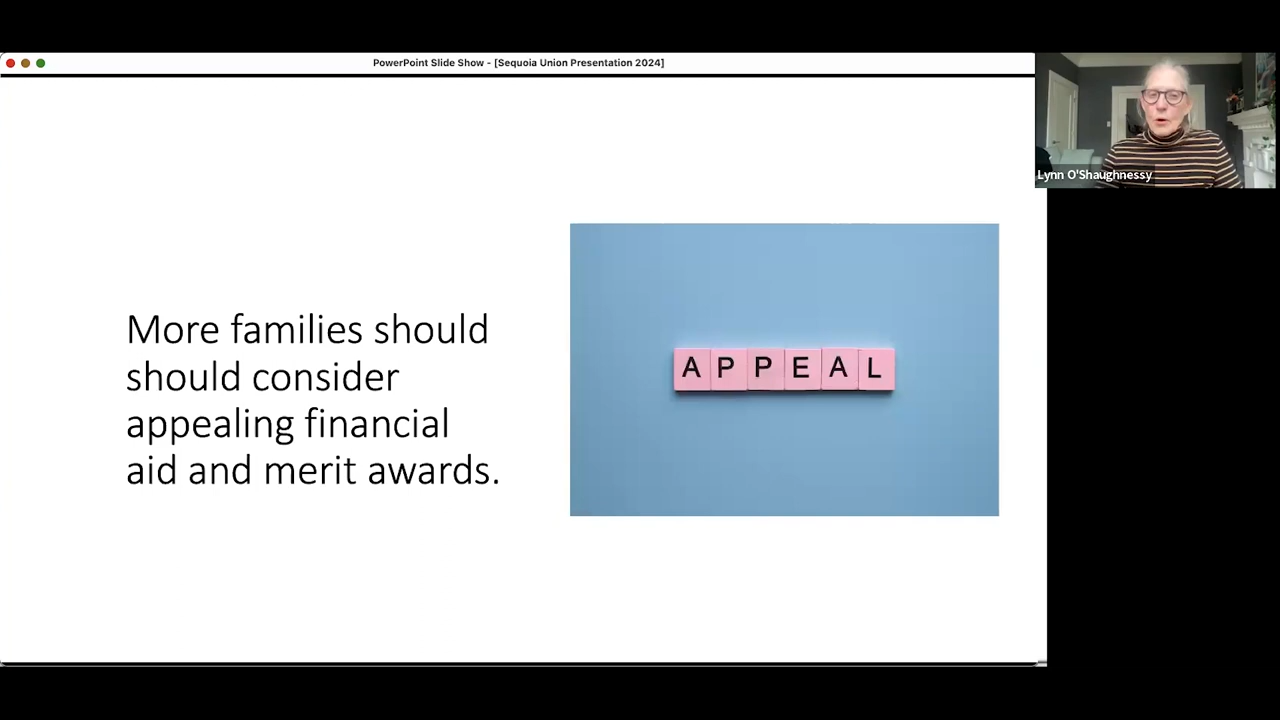 PowerPoint Slide Show - [Sequoia Union Presentation 2024]
Lynn O'Shaughnessy
More families should
should consider
appealing financial
aid and merit awards.
APPEAL